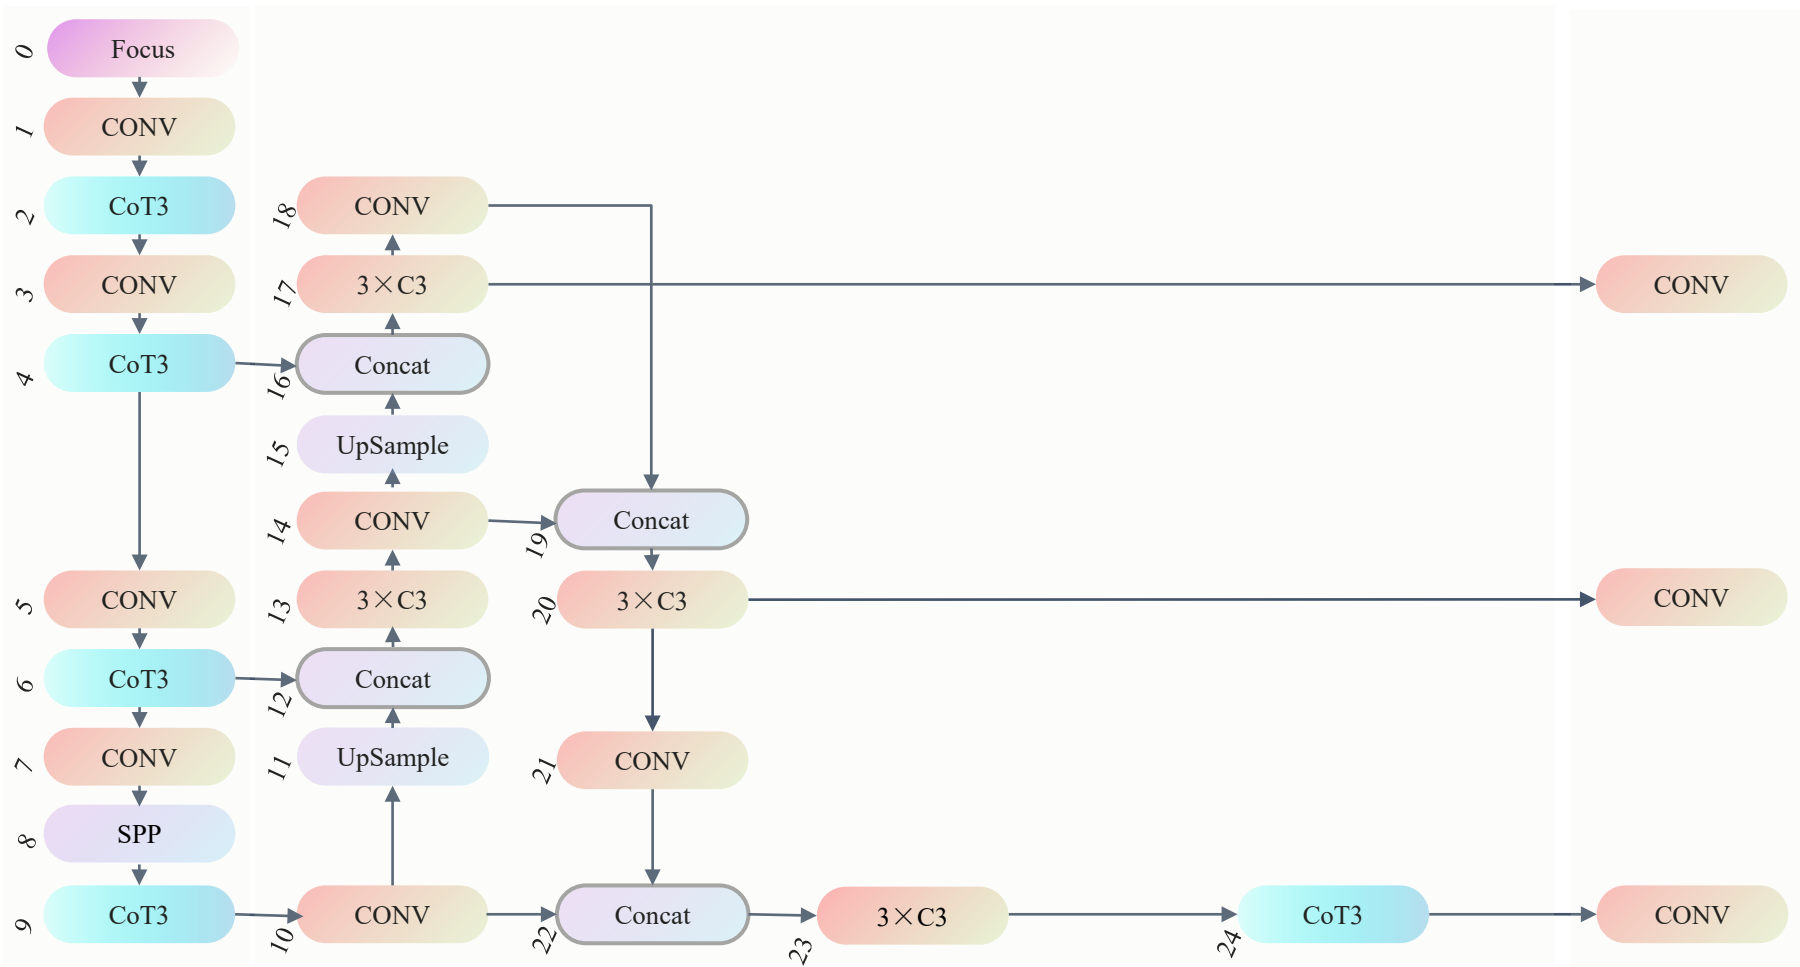 0 Focus
1 CONV
2 CoT3
3 CONV
4 CoT3
5 CONV
6 CoT3
7 CONV
8 SPP
9 CoT3
18 CONV
17 3×C3
16 Concat
15 UpSample
14 CONV
13 3×C3
12 Concat
11 UpSample
10 CONV
19 Concat
20 3×C3
21 CONV
22 Concat
23 3×C3
24 CoT3
CONV
CONV
CONV